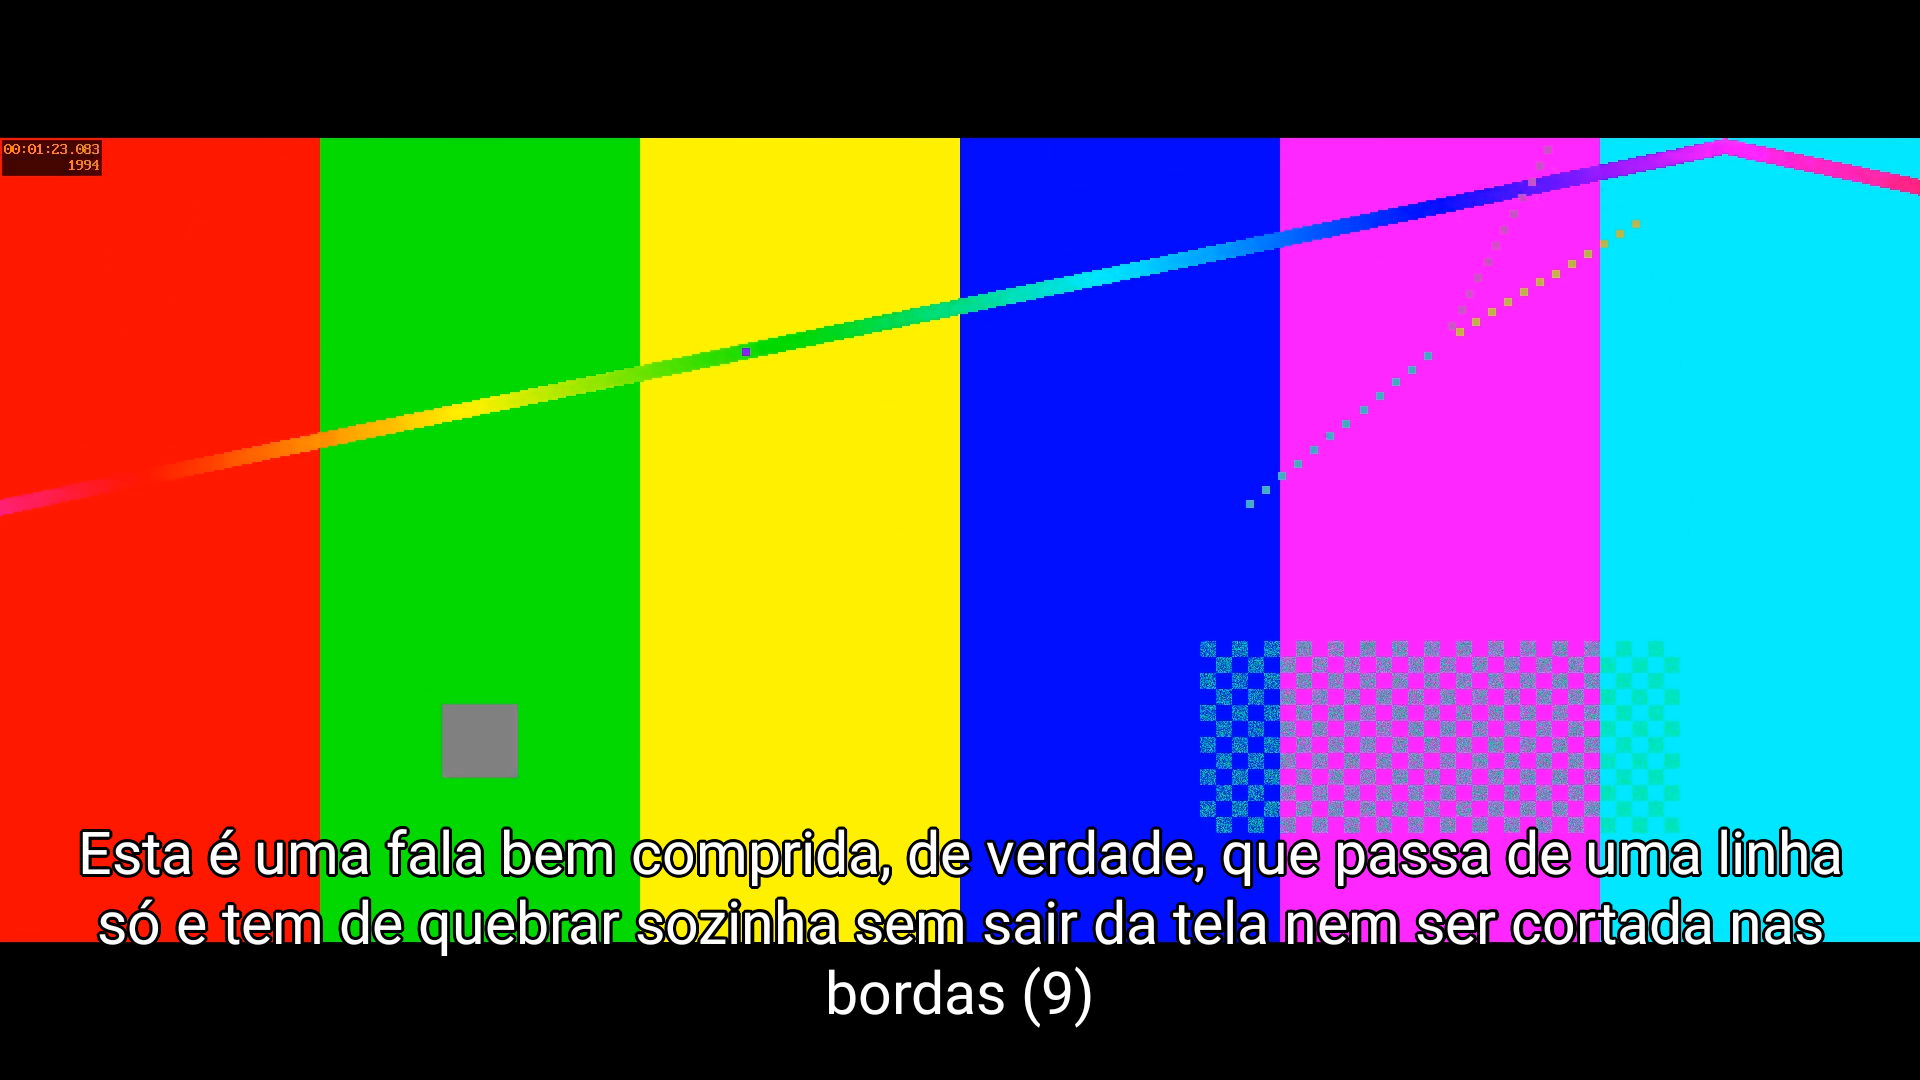 00:01:23.083
1994
Esta é uma fala bem comprida, de verdade, que passa de uma linha
só e tem de quebrar sozinha sem sair da tela nem ser cortada nas
bordas (9)